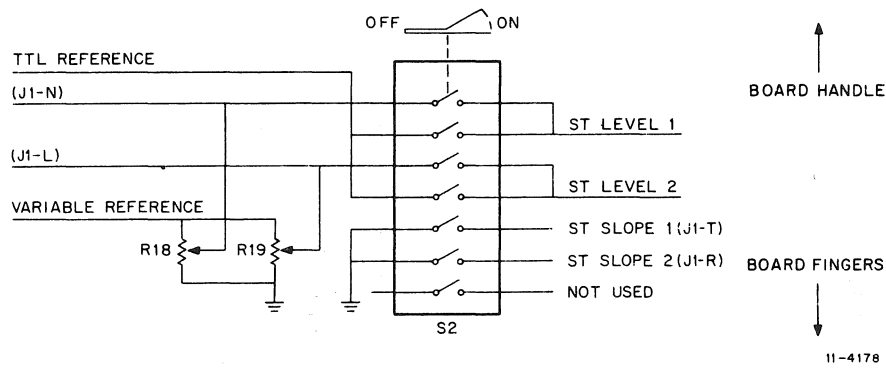 OFF ON
TTL REFERENCE
(J1-N)
BOARD HANDLE
ST LEVEL 1
(J1-L)
ST LEVEL 2
VARIABLE REFERENCE
ST SLOPE 1(J1-T)
R18 R19
ST SLOPE 2(J1-R)
BOARD FINGERS
NOT USED
S2
11-4178